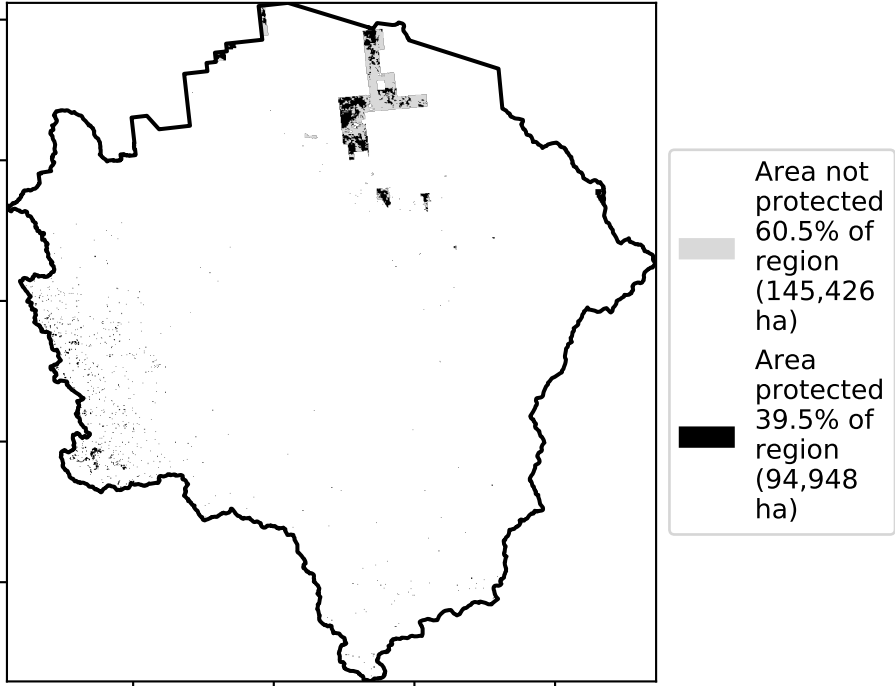 Area not
protected
60.5% of
region
(145,426
ha)
Area
protected
39.5% of
region
(94,948
ha)